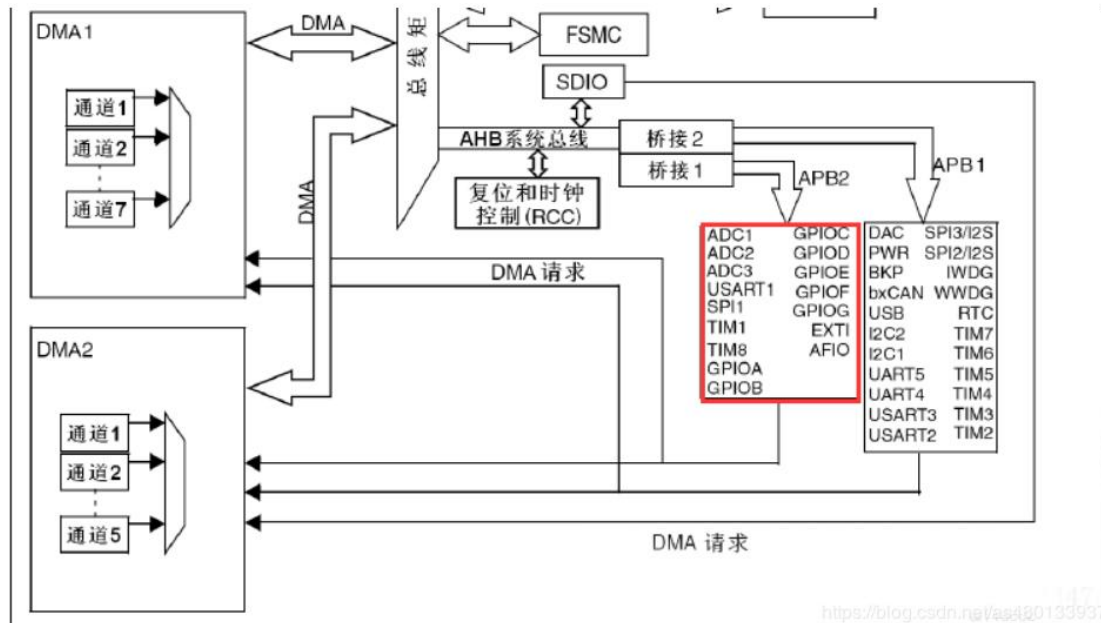 DMA1
通道1
通道2
通道7
DMA
总线矩
FSMC
SDIO
AHB系统总线
桥接2
桥接1
复位和时钟
控制(RCC)
APB2
APB1
DMA
DMA 请求
ADC1 GPIOC
ADC2 GPIOD
ADC3 GPIOE
USART1 GPIOF
SPI1 GPIOG
TIM1 EXTI
TIM8 AFIO
GPIOA
GPIOB
DAC SPI3/I2S
PWR SPI2/I2S
BKP IWDG
bxCAN WWDG
USB RTC
I2C2 TIM7
I2C1 TIM6
UART5 TIM5
UART4 TIM4
USART3 TIM3
USART2 TIM2
DMA2
通道1
通道2
通道5
DMA 请求